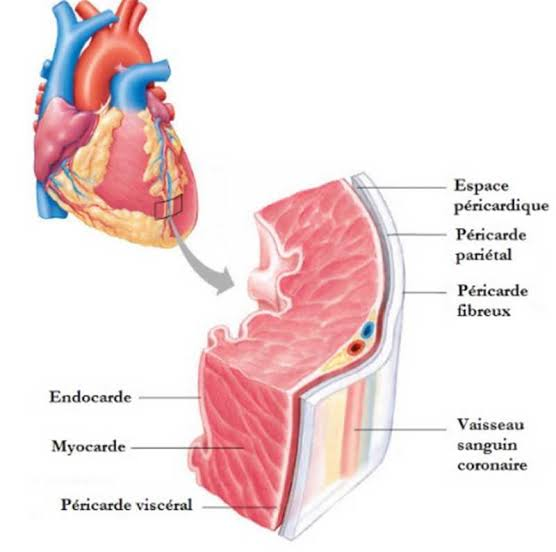 Espace
péricardique
Péricarde
pariétal
Péricarde
fibreux
Endocarde
Myocarde
Péricarde viscéral
Vaisseau
sanguin
coronaire